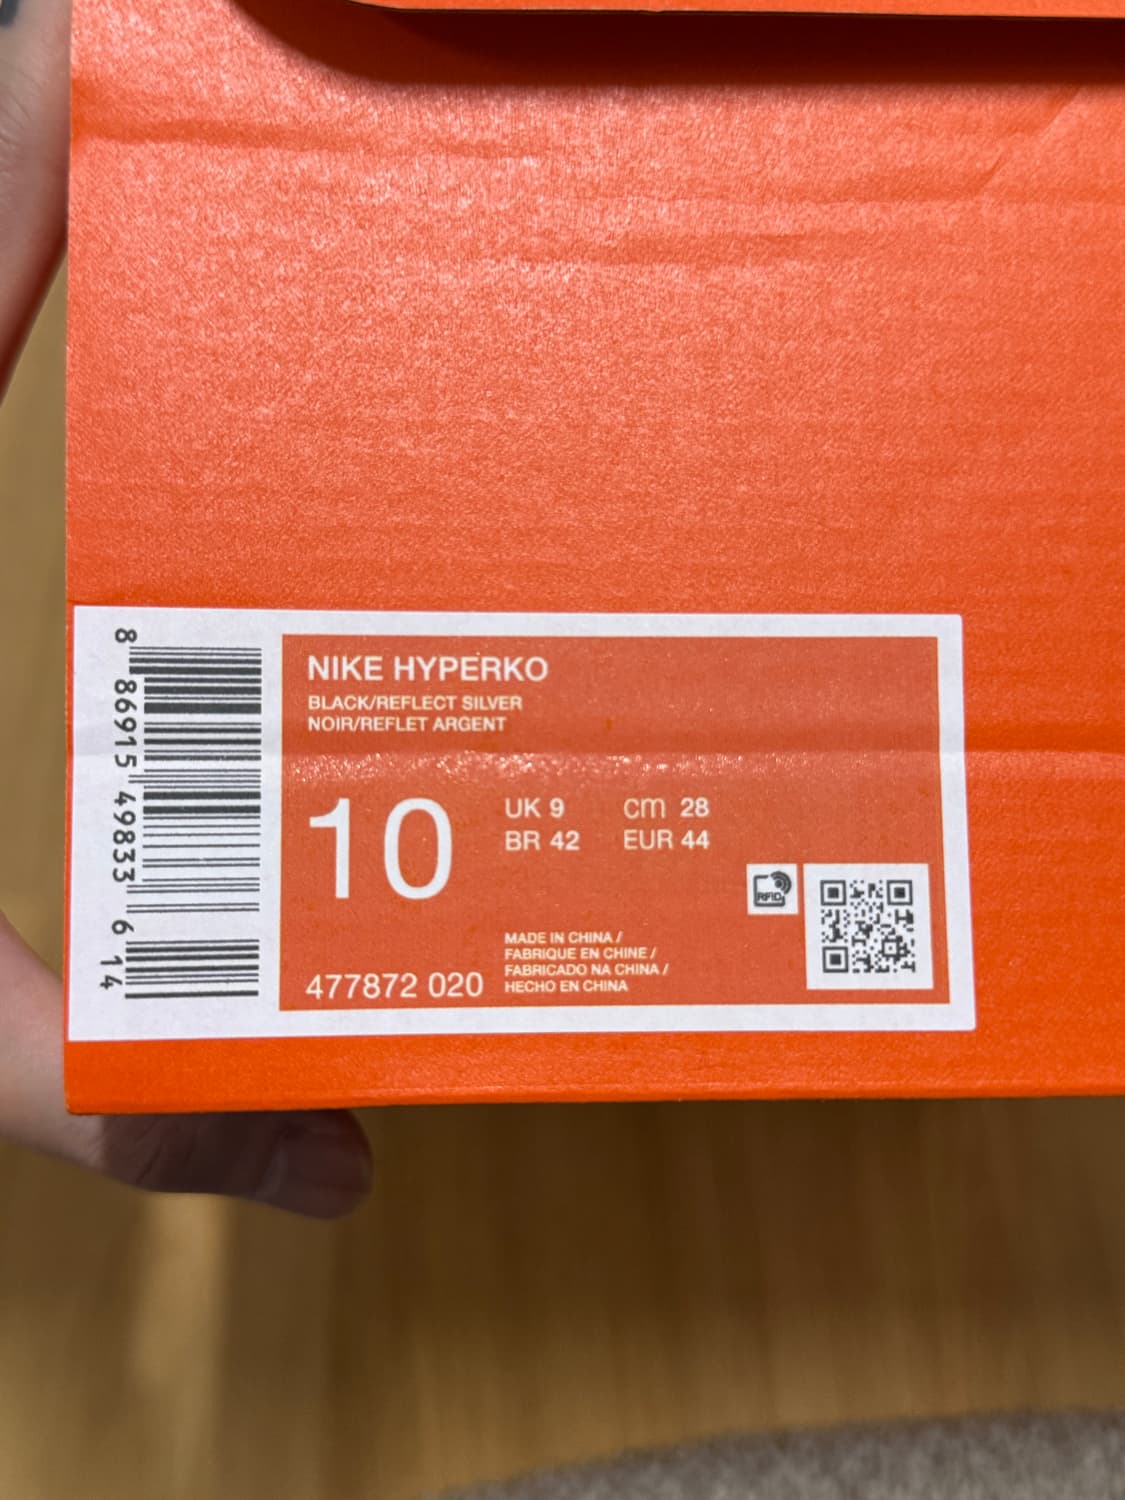 8 86915 49833 6 14
NIKE HYPERKO
BLACK/REFLECT SILVER
NOIR/REFLET ARGENT
10
UK 9 cm 28
BR 42 EUR 44
RFID
MADE IN CHINA /
FABRIQUE EN CHINE /
FABRICADO NA CHINA /
HECHO EN CHINA
477872 020